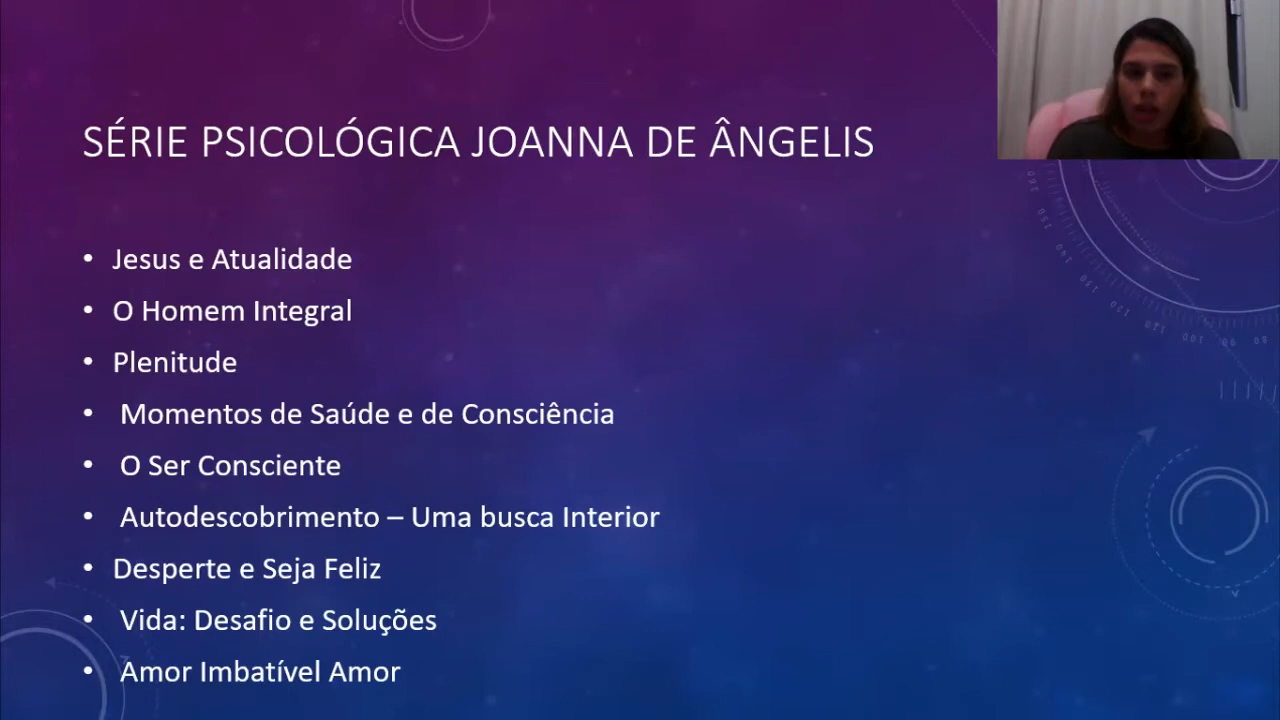 SÉRIE PSICOLÓGICA JOANNA DE ÂNGELIS
• Jesus e Atualidade
• O Homem Integral
• Plenitude
• Momentos de Saúde e de Consciência
• O Ser Consciente
• Autodescobrimento – Uma busca Interior
• Desperte e Seja Feliz
• Vida: Desafio e Soluções
• Amor Imbatível Amor